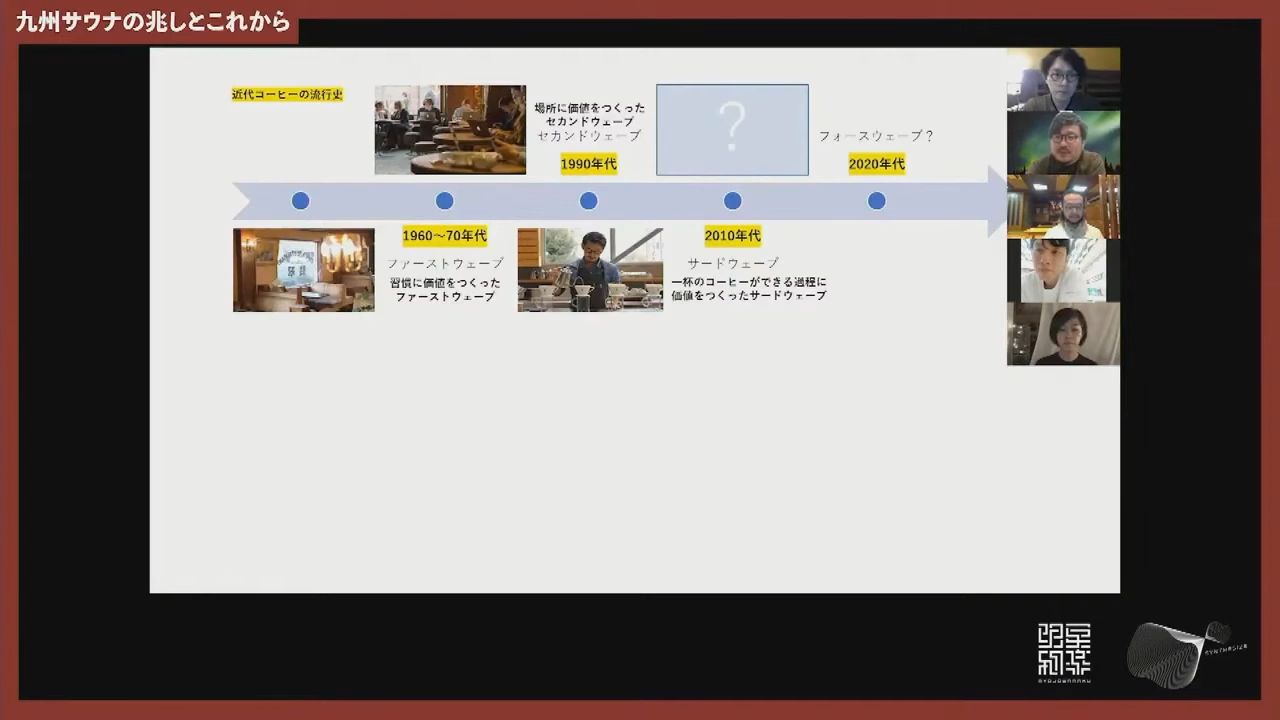 九州サウナの兆しとこれから
近代コーヒーの流行史
場所に価値をつくった
セカンドウェーブ
セカンドウェーブ
1990年代
?
フォースウェーブ？
2020年代
1960～70年代
ファーストウェーブ
習慣に価値をつくった
ファーストウェーブ
2010年代
サードウェーブ
一杯のコーヒーができる過程に
価値をつくったサードウェーブ
SYNTHESIZE